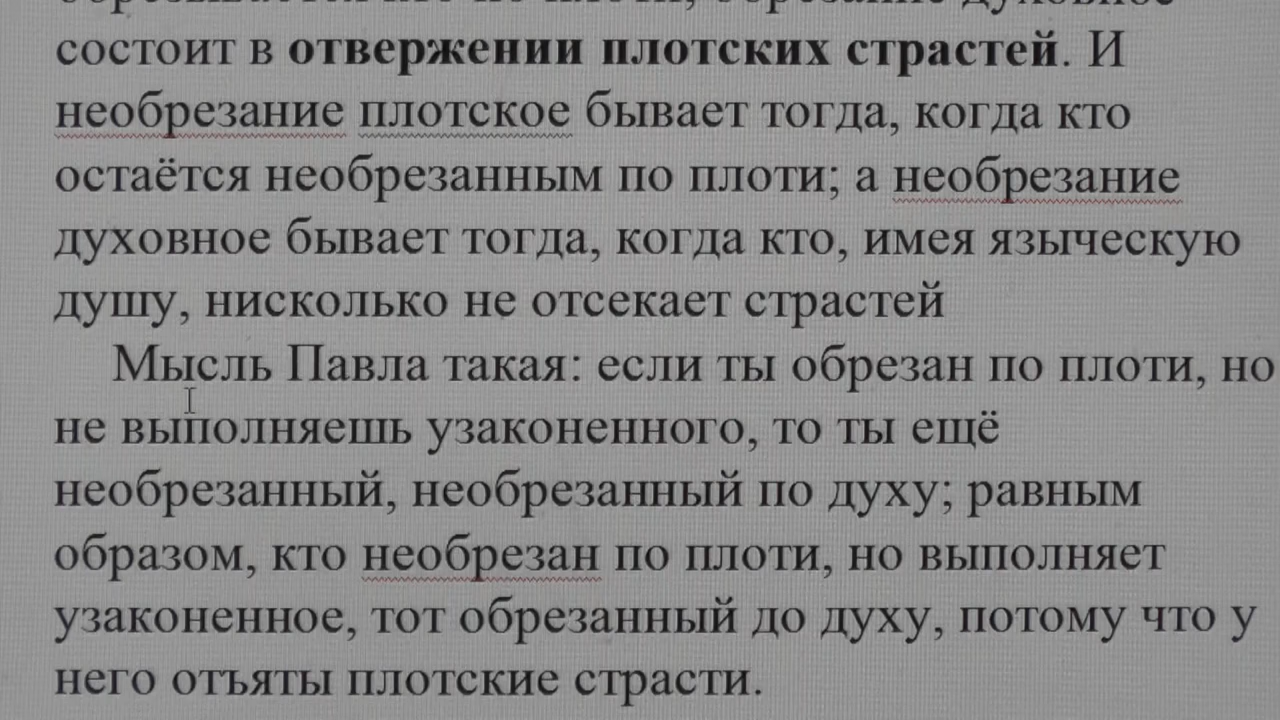 состоит в отвержении плотских страстей. И
необрезание плотское бывает тогда, когда кто
остаётся необрезанным по плоти; а необрезание
духовное бывает тогда, когда кто, имея языческую
душу, нисколько не отсекает страстей
Мысль Павла такая: если ты обрезан по плоти, но
не выполняешь узаконенного, то ты ещё
необрезанный, необрезанный по духу; равным
образом, кто необрезан по плоти, но выполняет
узаконенное, тот обрезанный до духу, потому что у
него отъяты плотские страсти.